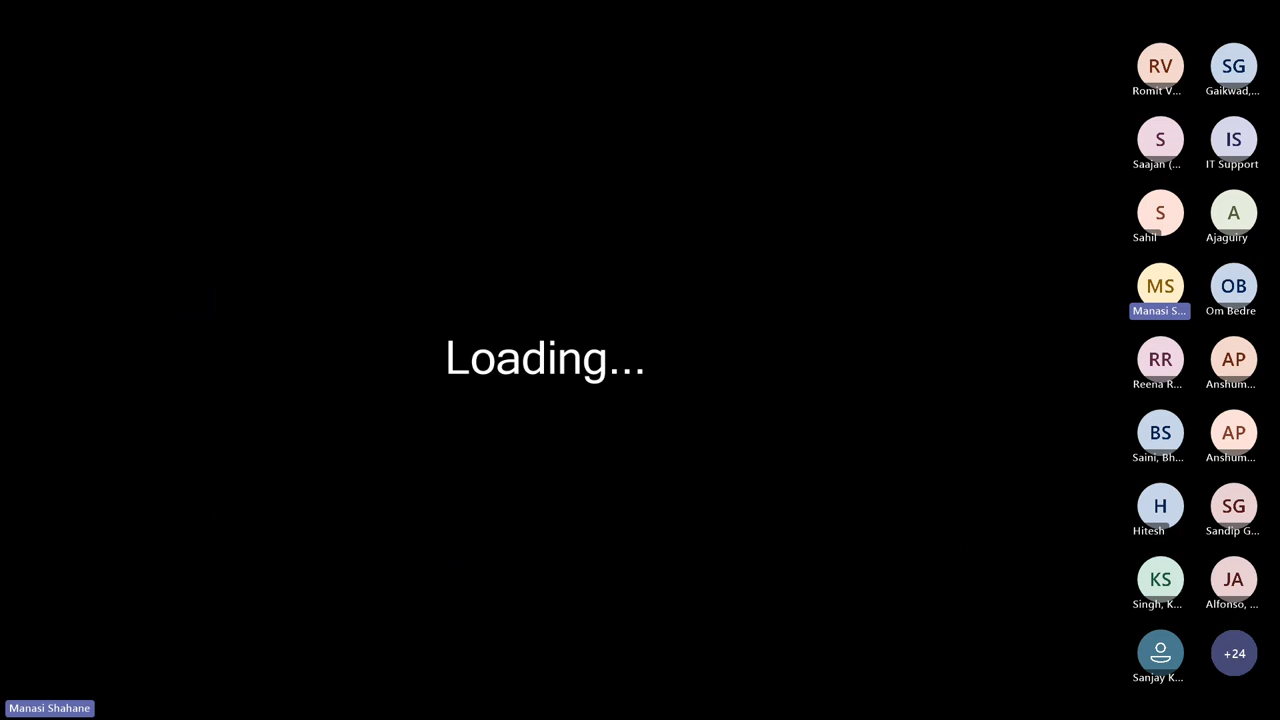 RV
SG
Romit V...
Gaikwad,...
S
IS
Saajan (...
IT Support
S
A
Sahil
Ajaguiry
MS
OB
Manasi S...
Om Bedre
RR
AP
Reena R...
Anshum...
BS
AP
Saini, Bh...
Anshum...
H
SG
Hitesh
Sandip G...
KS
JA
Singh, K...
Alfonso, ...
+24
Sanjay K...
Loading...
Manasi Shahane